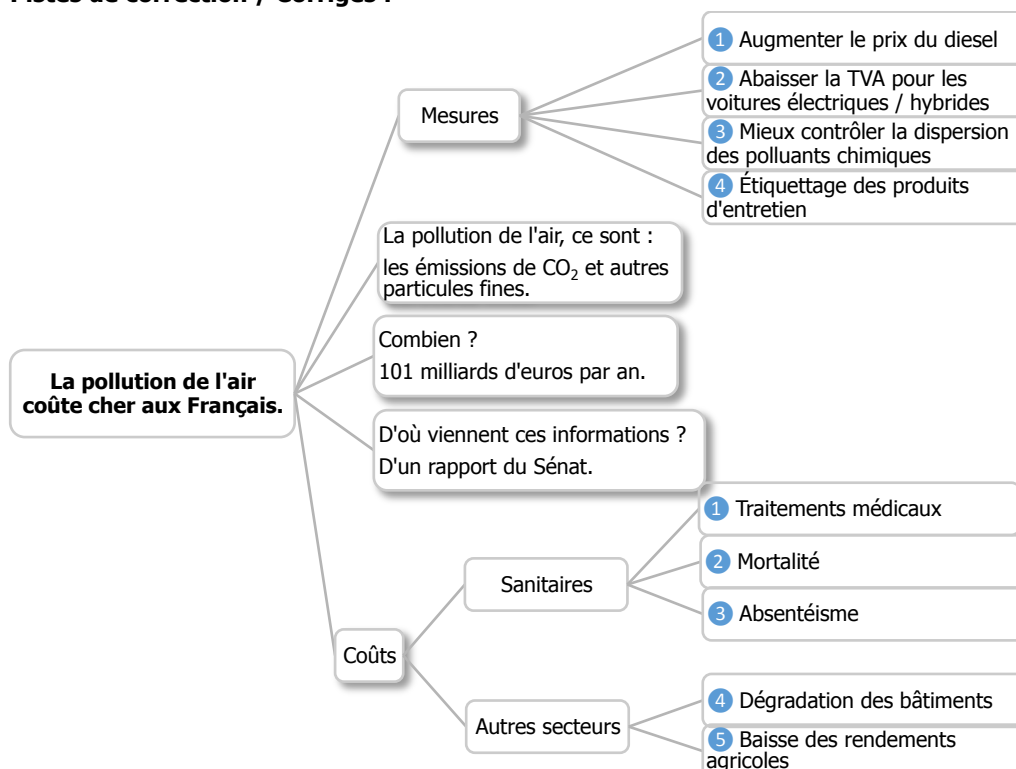 Pistes de correction / Corrigés :
1 Augmenter le prix du diesel
2 Abaisser la TVA pour les
voitures électriques / hybrides
Mesures
3 Mieux contrôler la dispersion
des polluants chimiques
4 Étiquettage des produits
d'entretien
La pollution de l'air, ce sont :
les émissions de CO₂ et autres
particules fines.
Combien ?
101 milliards d'euros par an.
La pollution de l'air
coûte cher aux Français.
D'où viennent ces informations ?
D'un rapport du Sénat.
Coûts
Sanitaires
1 Traitements médicaux
2 Mortalité
3 Absentéisme
Autres secteurs
4 Dégradation des bâtiments
5 Baisse des rendements
agricoles